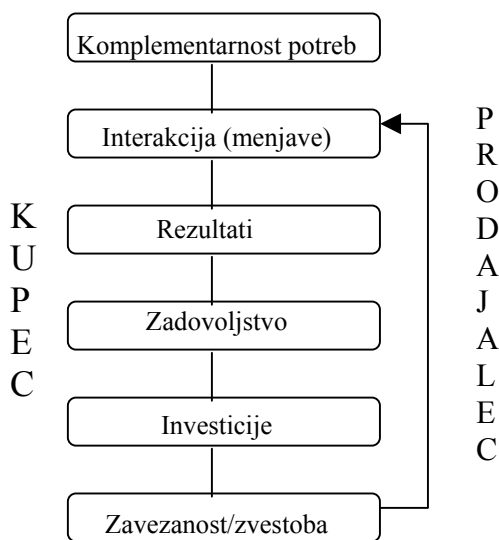 Komplementarnost potreb
Interakcija (menjave)
Rezultati
Zadovoljstvo
Investicije
Zavezanost/zvestoba
KUPEC
PRODAJALEC